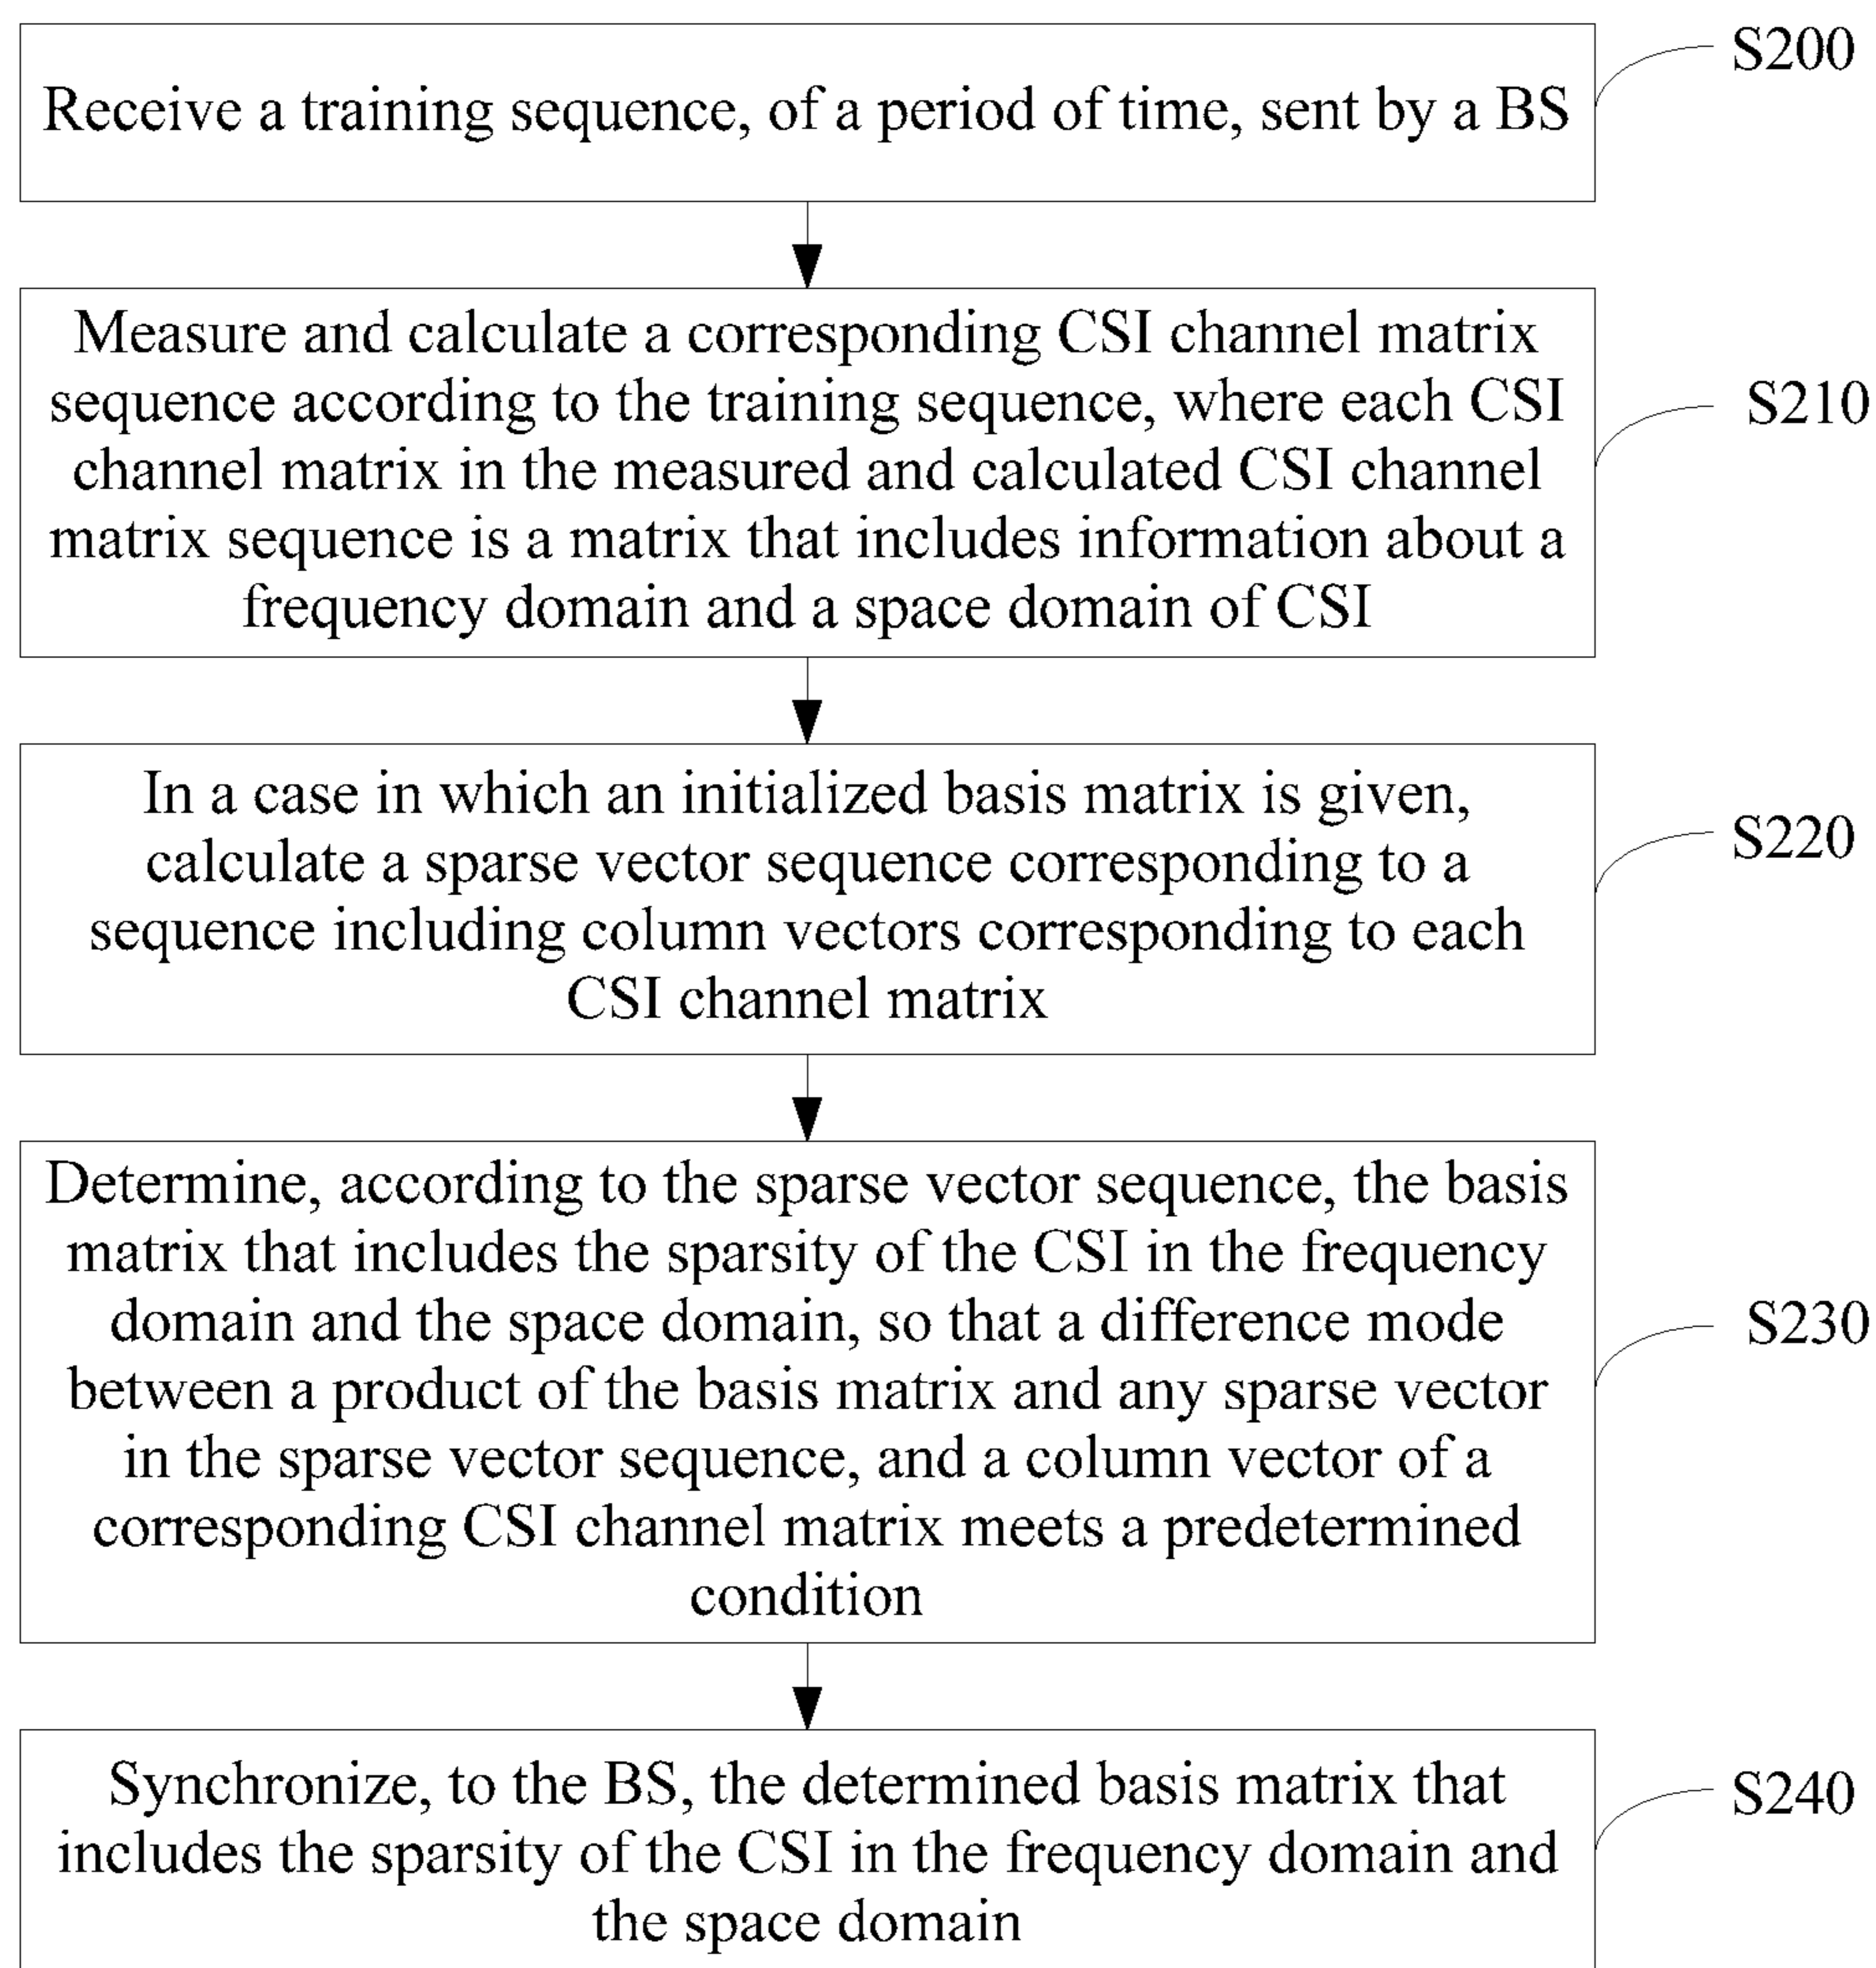 Receive a training sequence, of a period of time, sent by a BS
S200
Measure and calculate a corresponding CSI channel matrix
sequence according to the training sequence, where each CSI
channel matrix in the measured and calculated CSI channel
matrix sequence is a matrix that includes information about a
frequency domain and a space domain of CSI
S210
In a case in which an initialized basis matrix is given,
calculate a sparse vector sequence corresponding to a
sequence including column vectors corresponding to each
CSI channel matrix
S220
Determine, according to the sparse vector sequence, the basis
matrix that includes the sparsity of the CSI in the frequency
domain and the space domain, so that a difference mode
between a product of the basis matrix and any sparse vector
in the sparse vector sequence, and a column vector of a
corresponding CSI channel matrix meets a predetermined
condition
S230
Synchronize, to the BS, the determined basis matrix that
includes the sparsity of the CSI in the frequency domain and
the space domain
S240